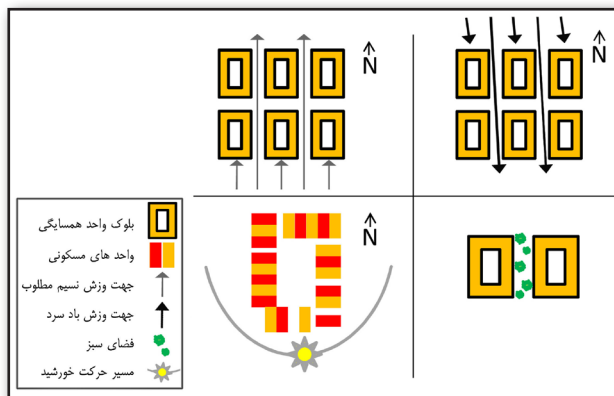 N
N
N
بلوک واحد همسایگی
واحد های مسکونی
جهت وزش نسیم مطلوب
جهت وزش باد سرد
فضای سبز
مسیر حرکت خورشید